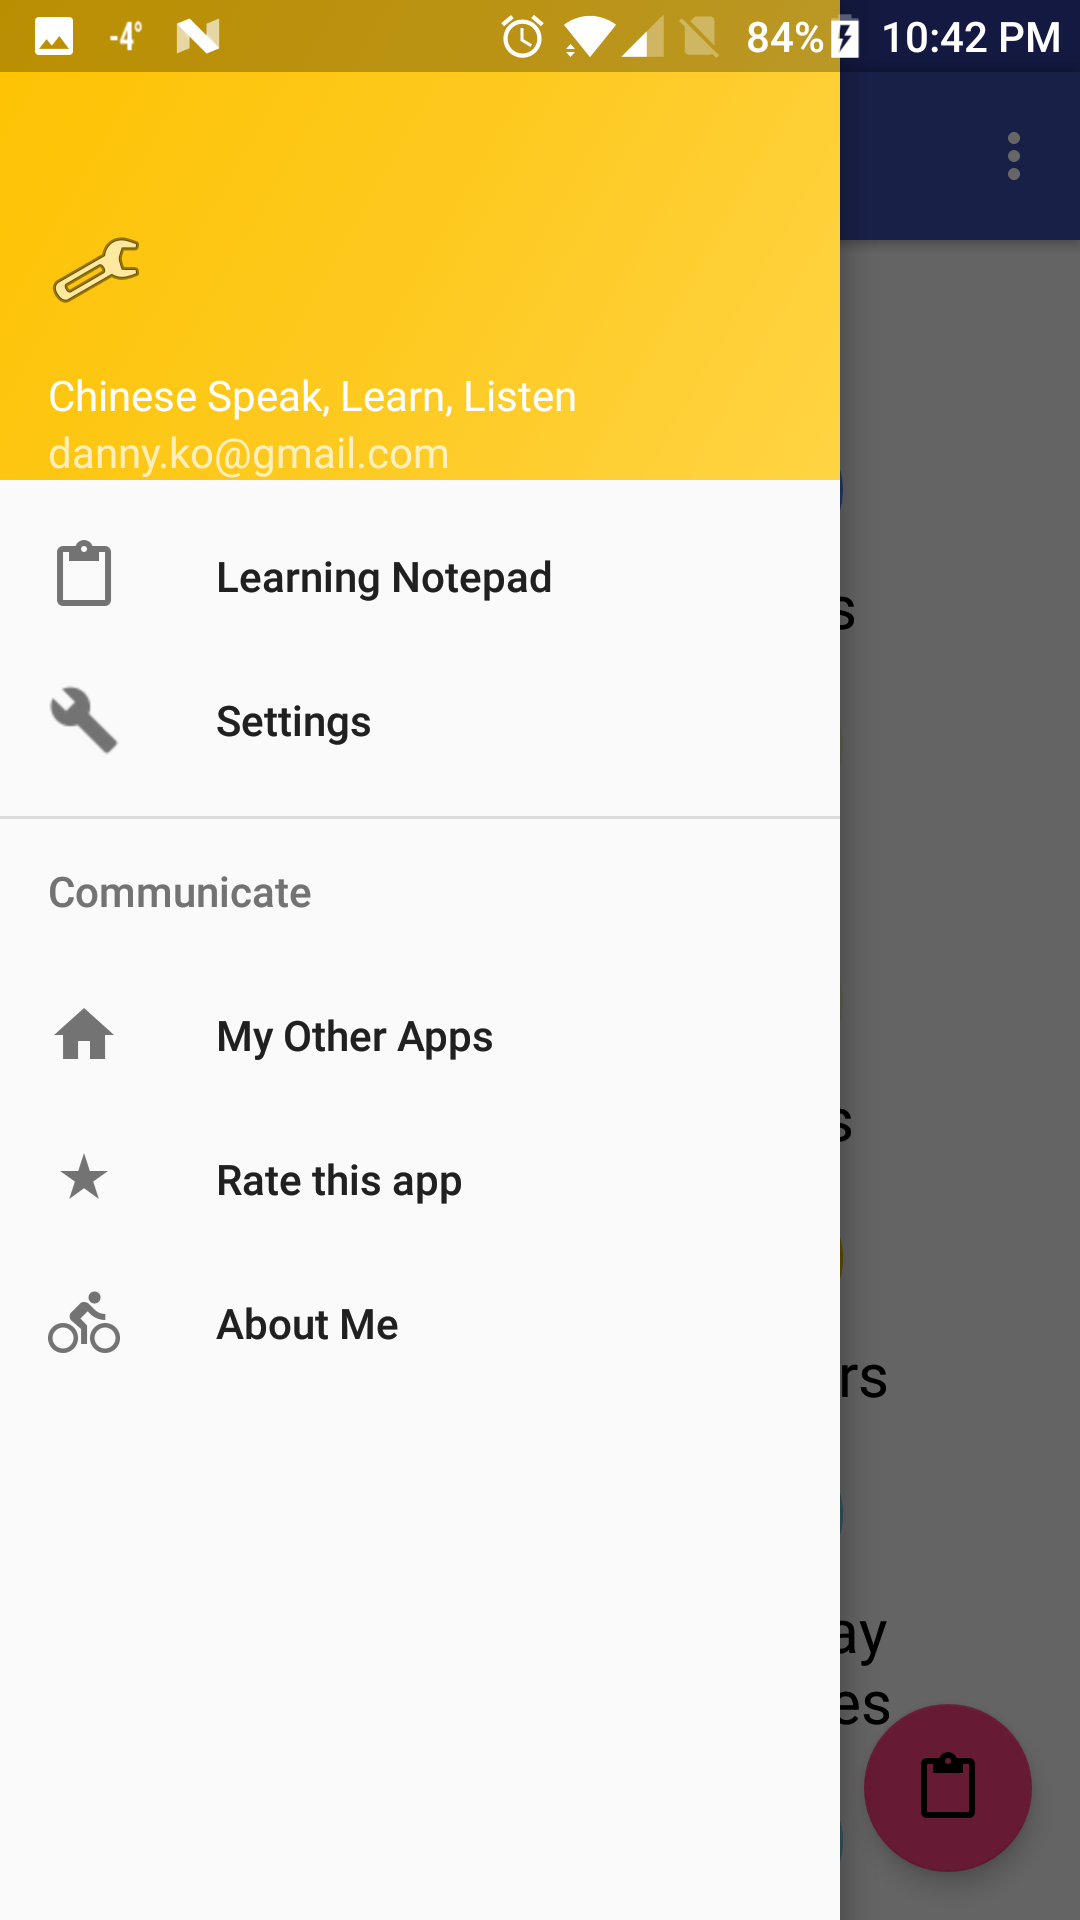 -4° 84% 10:42 PM
Chinese Speak, Learn, Listen
danny.ko@gmail.com
Learning Notepad
s
Settings
Communicate
My Other Apps
s
Rate this app
About Me
rs
ay
es